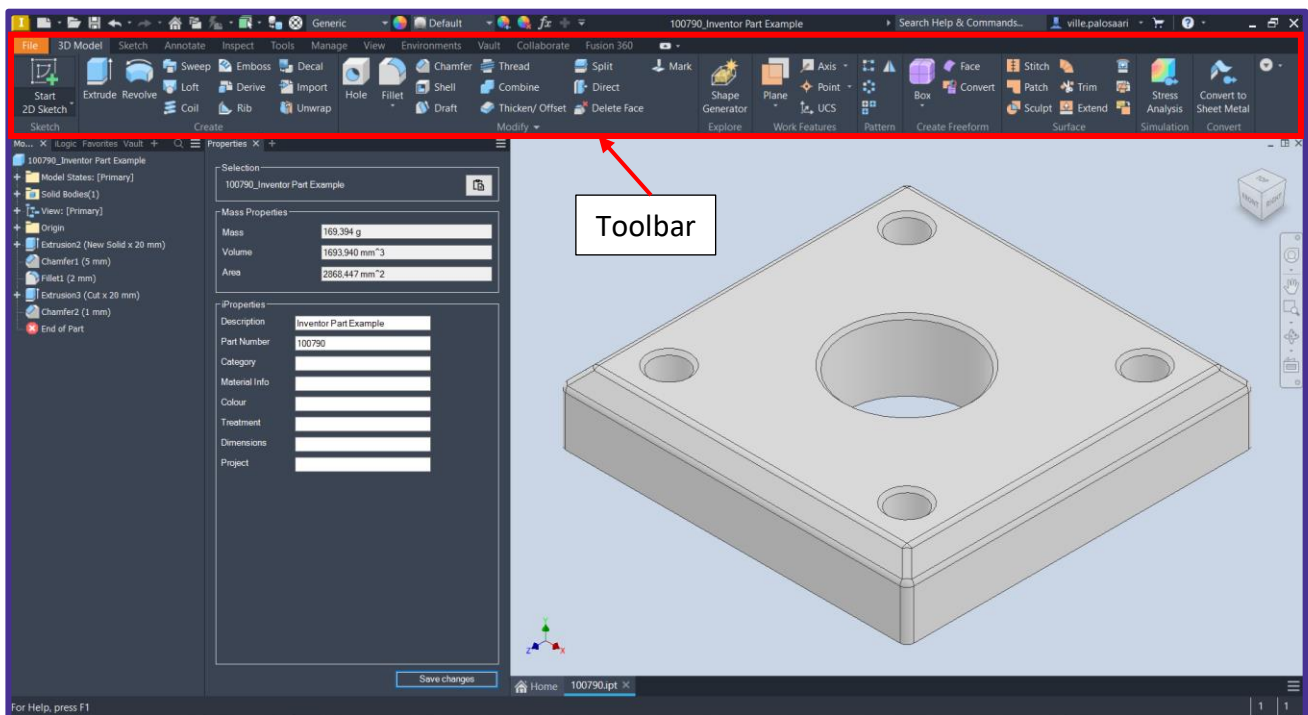 Generic Default fx 100790_Inventor Part Example Search Help & Commands... ville.palosaari
File 3D Model Sketch Annotate Inspect Tools Manage View Environments Vault Collaborate Fusion 360
Start 2D Sketch
Extrude Revolve
Sweep Emboss Decal
Loft Derive Import
Coil Rib Unwrap
Hole Fillet
Chamfer Thread Split Mark
Shell Combine Direct
Draft Thicken/ Offset Delete Face
Shape Generator
Plane
Axis
Point
UCS
Box
Face
Convert
Stitch
Patch Trim
Sculpt Extend
Stress Analysis
Convert to Sheet Metal
Sketch Create Modify Explore Work Features Pattern Create Freeform Surface Simulation Convert
Mo... X iLogic Favorites Vault +
100790_Inventor Part Example
Model States: [Primary]
Solid Bodies(1)
View: [Primary]
Origin
Extrusion2 (New Solid x 20 mm)
Chamfer1 (5 mm)
Fillet1 (2 mm)
Extrusion3 (Cut x 20 mm)
Chamfer2 (1 mm)
End of Part
Properties X +
Selection
100790_Inventor Part Example
Mass Properties
Mass 169,394 g
Volume 1693,940 mm^3
Area 2868,447 mm^2
iProperties
Description Inventor Part Example
Part Number 100790
Category
Material Info
Colour
Treatment
Dimensions
Project
Save changes
Toolbar
TOP
FRONT RIGHT
Y
Z X
Home 100790.ipt
For Help, press F1 1 1